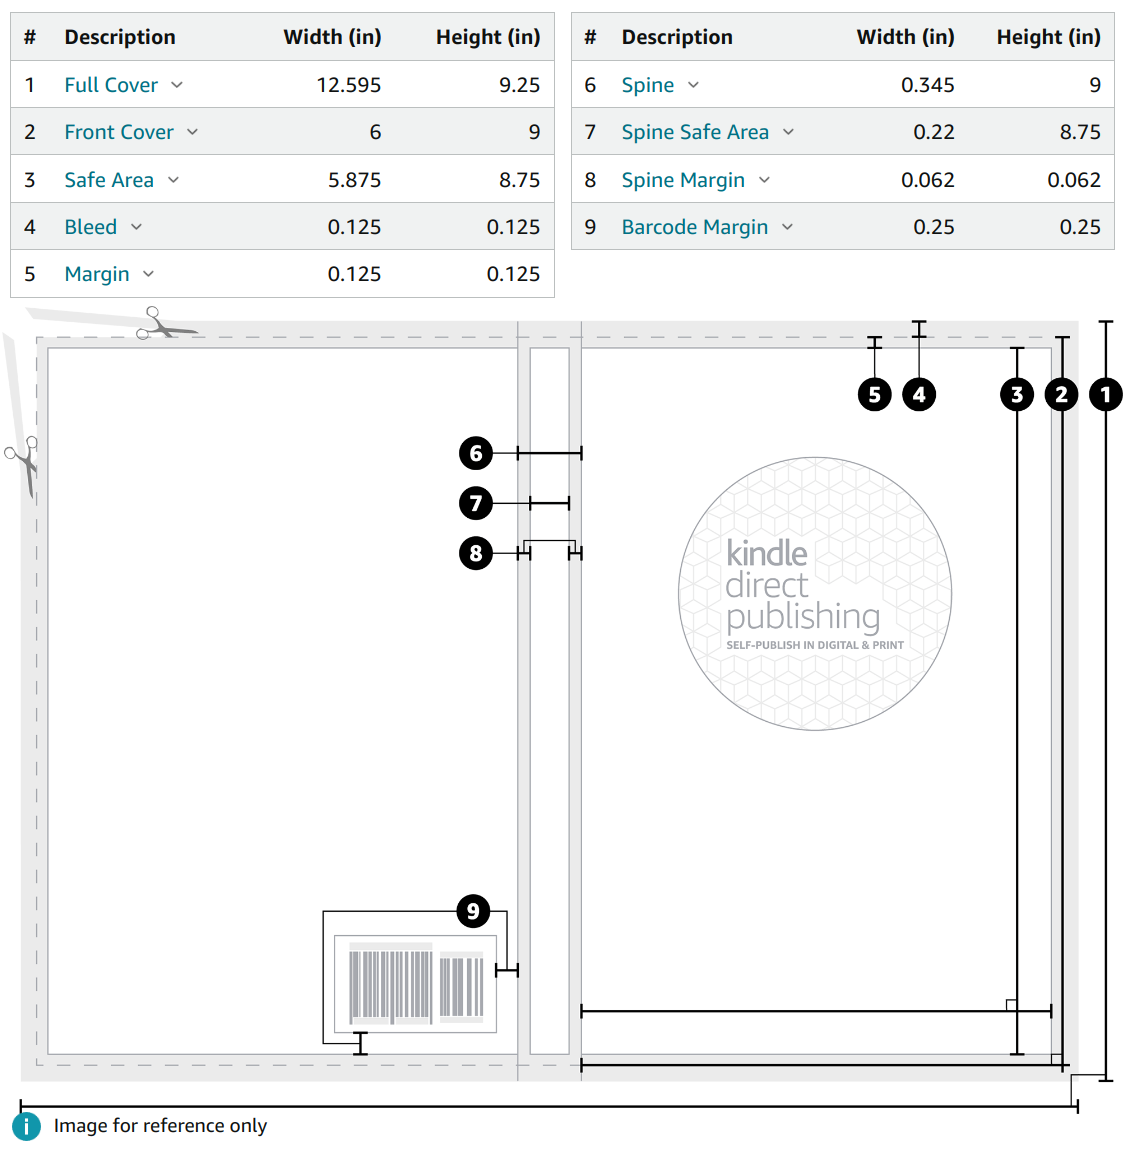 # Description Width (in) Height (in)
1 Full Cover 12.595 9.25
2 Front Cover 6 9
3 Safe Area 5.875 8.75
4 Bleed 0.125 0.125
5 Margin 0.125 0.125
# Description Width (in) Height (in)
6 Spine 0.345 9
7 Spine Safe Area 0.22 8.75
8 Spine Margin 0.062 0.062
9 Barcode Margin 0.25 0.25
5 4 3 2 1
6
7
8
kindle
direct
publishing
SELF-PUBLISH IN DIGITAL & PRINT
9
i Image for reference only